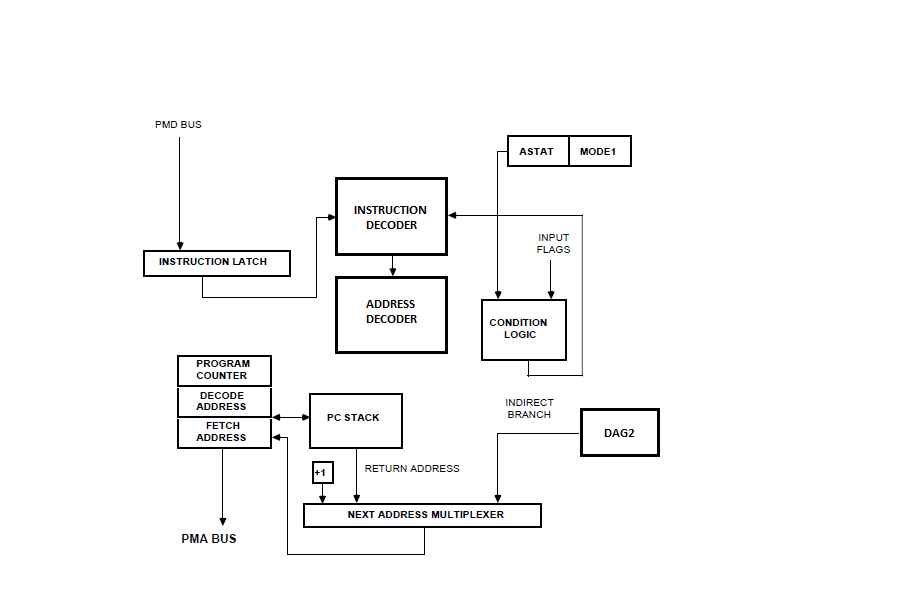 PMD BUS
ASTAT
MODE1
INSTRUCTION
DECODER
INPUT
FLAGS
INSTRUCTION LATCH
ADDRESS
DECODER
CONDITION
LOGIC
PROGRAM
COUNTER
DECODE
ADDRESS
FETCH
ADDRESS
PC STACK
INDIRECT
BRANCH
DAG2
+1
RETURN ADDRESS
NEXT ADDRESS MULTIPLEXER
PMA BUS